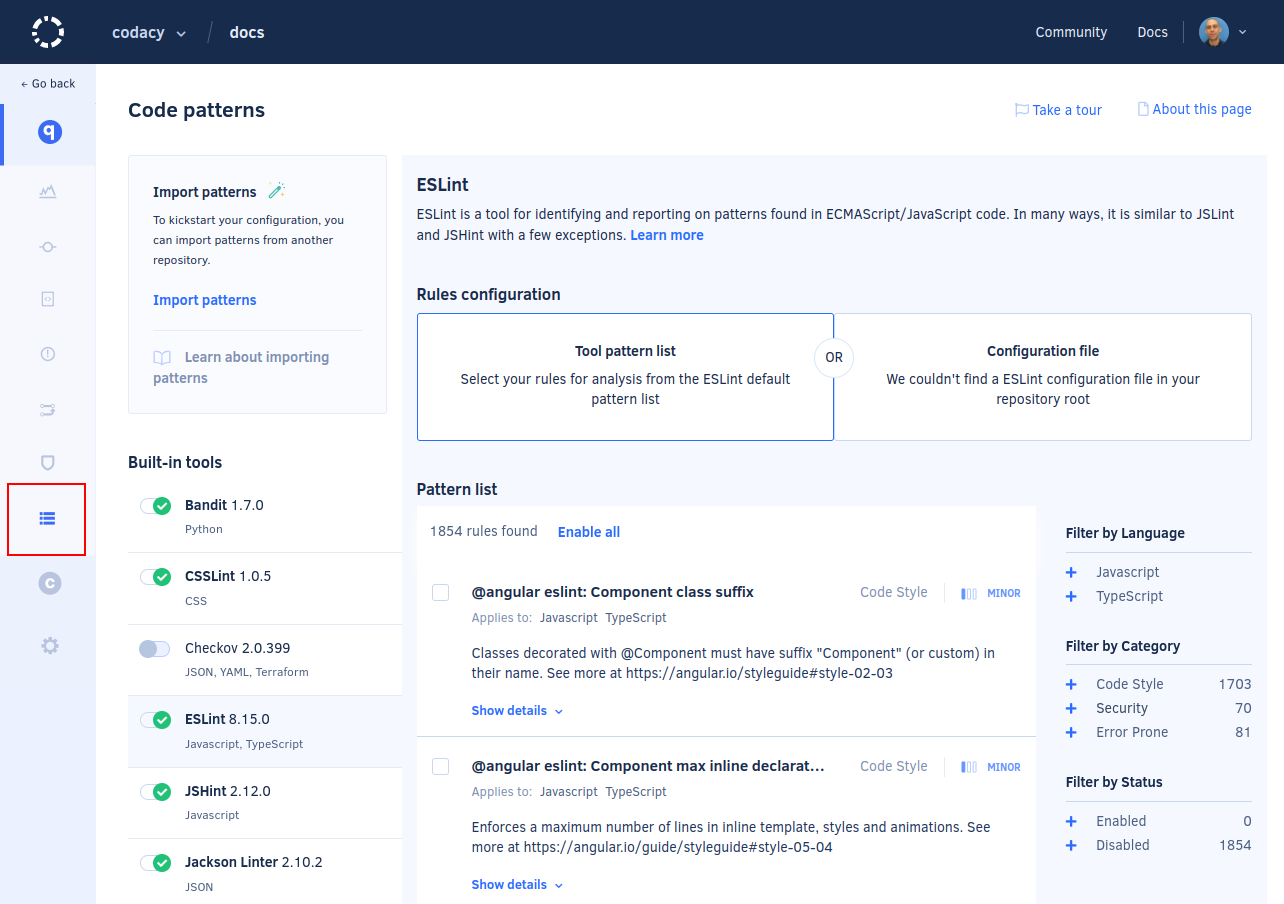 codacy
docs
Community
Docs
← Go back
q
Code patterns
Take a tour
About this page
Import patterns
To kickstart your configuration, you
can import patterns from another
repository.
Import patterns
Learn about importing
patterns
Built-in tools
Bandit 1.7.0
Python
CSSLint 1.0.5
CSS
Checkov 2.0.399
JSON, YAML, Terraform
ESLint 8.15.0
Javascript, TypeScript
JSHint 2.12.0
Javascript
Jackson Linter 2.10.2
JSON
C
ESLint
ESLint is a tool for identifying and reporting on patterns found in ECMAScript/JavaScript code. In many ways, it is similar to JSLint
and JSHint with a few exceptions. Learn more
Rules configuration
Tool pattern list
Select your rules for analysis from the ESLint default
pattern list
OR
Configuration file
We couldn't find a ESLint configuration file in your
repository root
Pattern list
1854 rules found Enable all
@angular eslint: Component class suffix
Code Style
MINOR
Applies to: Javascript TypeScript
Classes decorated with @Component must have suffix "Component" (or custom) in
their name. See more at https://angular.io/styleguide#style-02-03
Show details
@angular eslint: Component max inline declarat...
Code Style
MINOR
Applies to: Javascript TypeScript
Enforces a maximum number of lines in inline template, styles and animations. See
more at https://angular.io/guide/styleguide#style-05-04
Show details
Filter by Language
+ Javascript
+ TypeScript
Filter by Category
+ Code Style 1703
+ Security 70
+ Error Prone 81
Filter by Status
+ Enabled 0
+ Disabled 1854